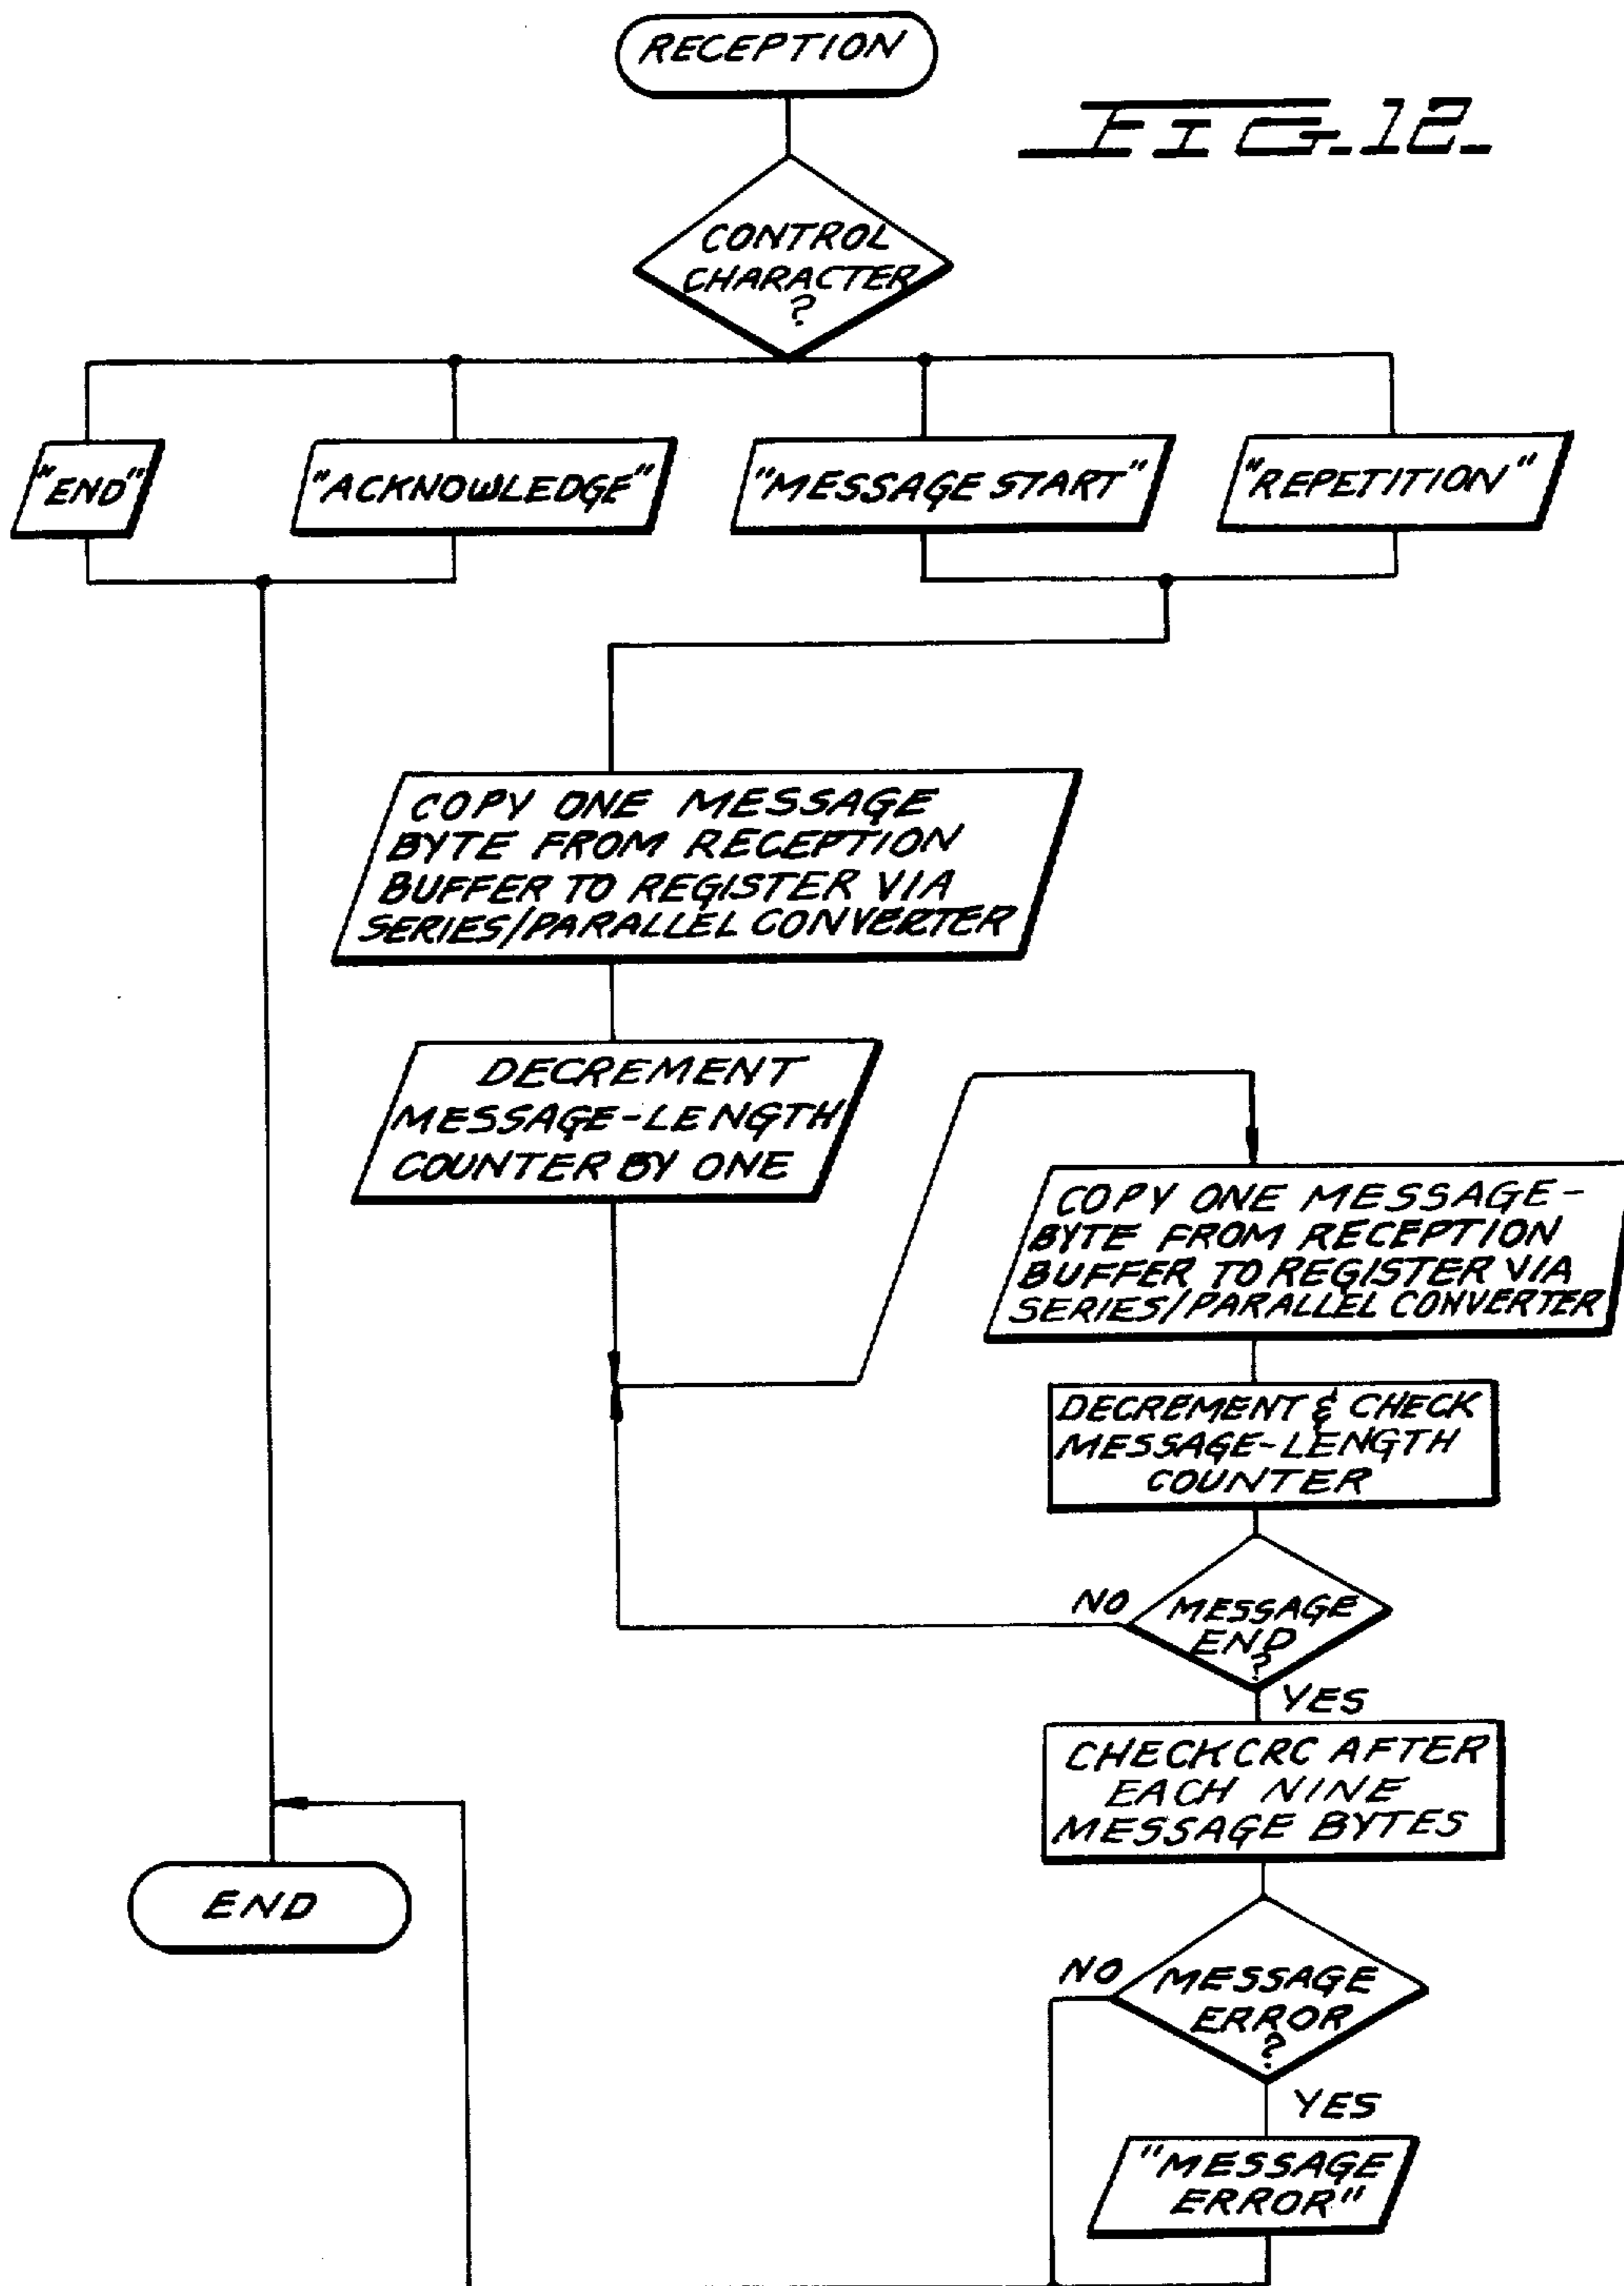 RECEPTION
FIG.12.
CONTROL
CHARACTER
?
"END"
"ACKNOWLEDGE"
"MESSAGE START"
"REPETITION"
COPY ONE MESSAGE
BYTE FROM RECEPTION
BUFFER TO REGISTER VIA
SERIES/PARALLEL CONVERTER
DECREMENT
MESSAGE-LENGTH
COUNTER BY ONE
COPY ONE MESSAGE-
BYTE FROM RECEPTION
BUFFER TO REGISTER VIA
SERIES/PARALLEL CONVERTER
DECREMENT & CHECK
MESSAGE-LENGTH
COUNTER
NO
MESSAGE
END
?
YES
CHECK CRC AFTER
EACH NINE
MESSAGE BYTES
END
NO
MESSAGE
ERROR
?
YES
"MESSAGE
ERROR"